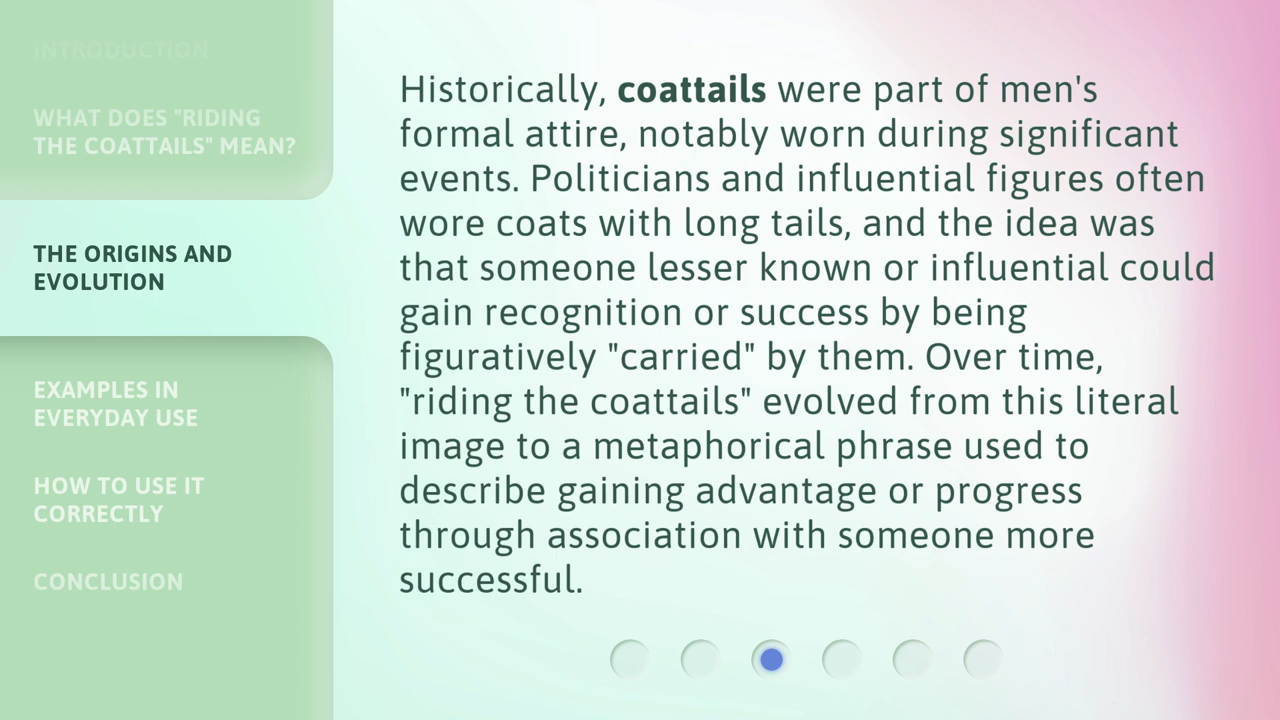 INTRODUCTION
WHAT DOES "RIDING
THE COATTAILS" MEAN?
THE ORIGINS AND
EVOLUTION
EXAMPLES IN
EVERYDAY USE
HOW TO USE IT
CORRECTLY
CONCLUSION
Historically, coattails were part of men's
formal attire, notably worn during significant
events. Politicians and influential figures often
wore coats with long tails, and the idea was
that someone lesser known or influential could
gain recognition or success by being
figuratively "carried" by them. Over time,
"riding the coattails" evolved from this literal
image to a metaphorical phrase used to
describe gaining advantage or progress
through association with someone more
successful.